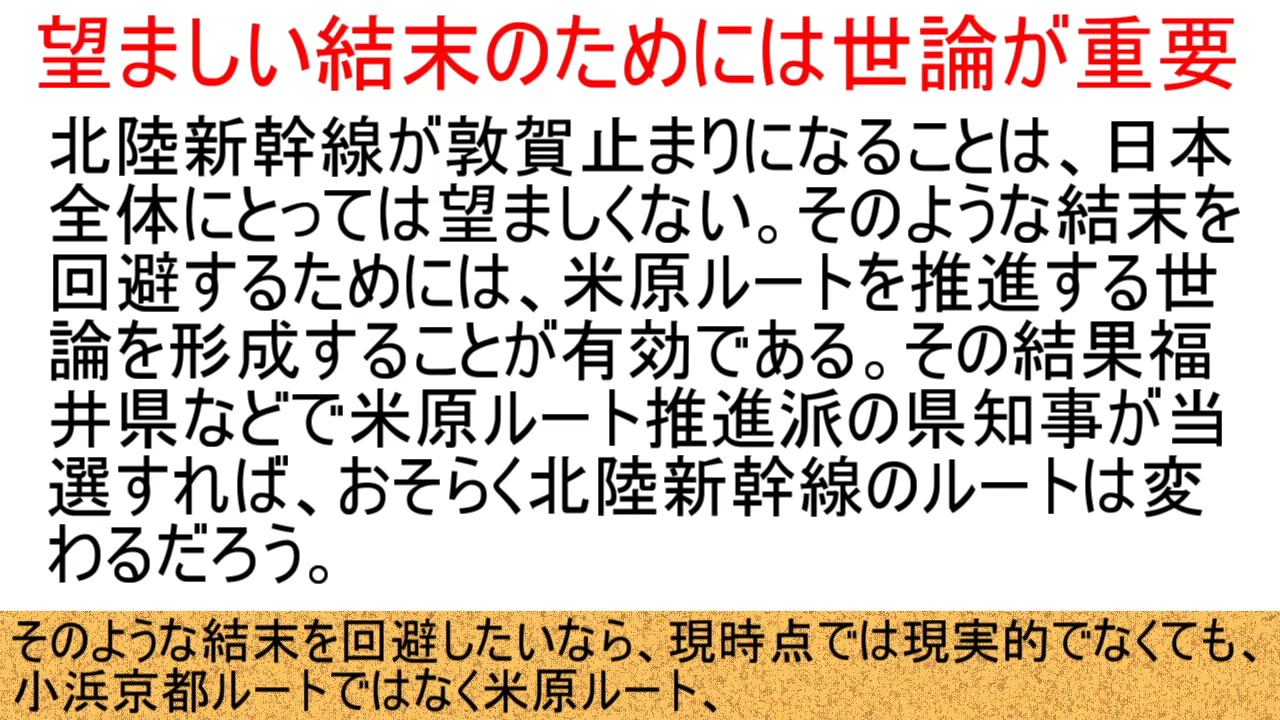 望ましい結末のためには世論が重要
北陸新幹線が敦賀止まりになることは、日本
全体にとっては望ましくない。そのような結末を
回避するためには、米原ルートを推進する世
論を形成することが有効である。その結果福
井県などで米原ルート推進派の県知事が当
選すれば、おそらく北陸新幹線のルートは変
わるだろう。
そのような結末を回避したいなら、現時点では現実的でなくても、
小浜京都ルートではなく米原ルート、